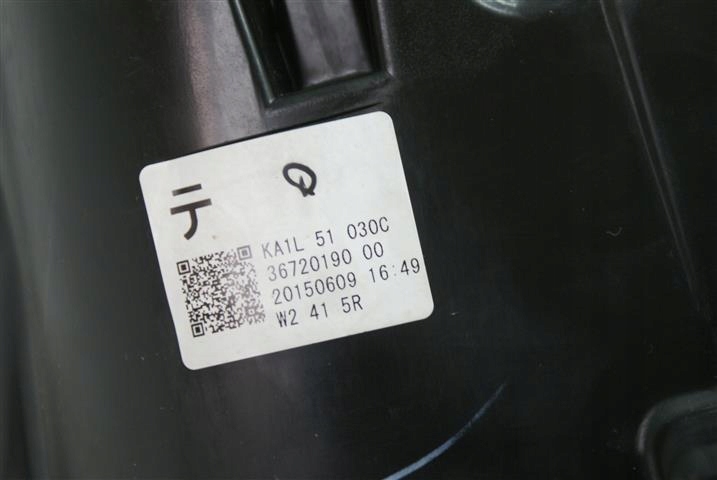 テ Q
KA1L 51 030C
36720190 00
20150609 16:49
W2 41 5R